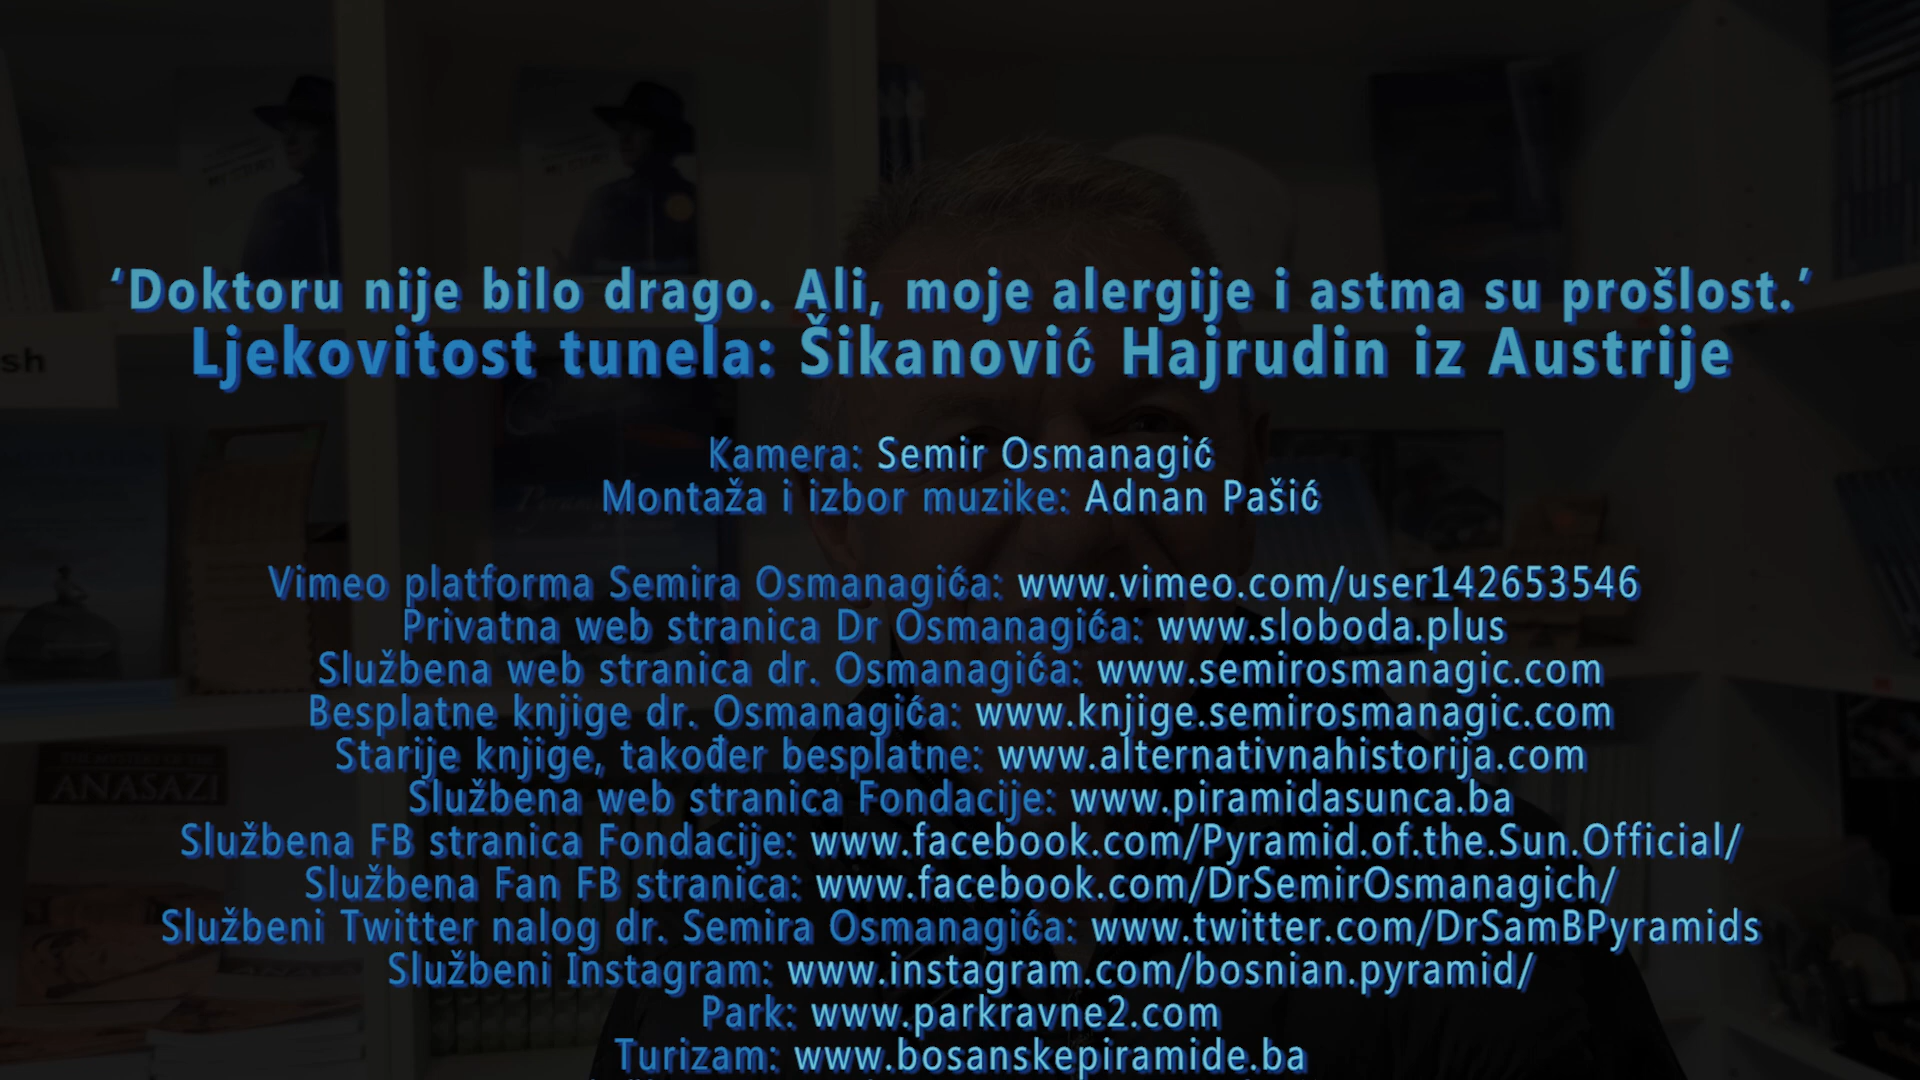 ‘Doktoru nije bilo drago. Ali, moje alergije i astma su prošlost.’
Ljekovitost tunela: Šikanović Hajrudin iz Austrije
Kamera: Semir Osmanagić
Montaža i izbor muzike: Adnan Pašić
Vimeo platforma Semira Osmanagića: www.vimeo.com/user142653546
Privatna web stranica Dr Osmanagića: www.sloboda.plus
Službena web stranica dr. Osmanagića: www.semirosmanagic.com
Besplatne knjige dr. Osmanagića: www.knjige.semirosmanagic.com
Starije knjige, također besplatne: www.alternativnahistorija.com
Službena web stranica Fondacije: www.piramidasunca.ba
Službena FB stranica Fondacije: www.facebook.com/Pyramid.of.the.Sun.Official/
Službena Fan FB stranica: www.facebook.com/DrSemirOsmanagich/
Službeni Twitter nalog dr. Semira Osmanagića: www.twitter.com/DrSamBPyramids
Službeni Instagram: www.instagram.com/bosnian.pyramid/
Park: www.parkravne2.com
Turizam: www.bosanskepiramide.ba
sh
ANASAZI